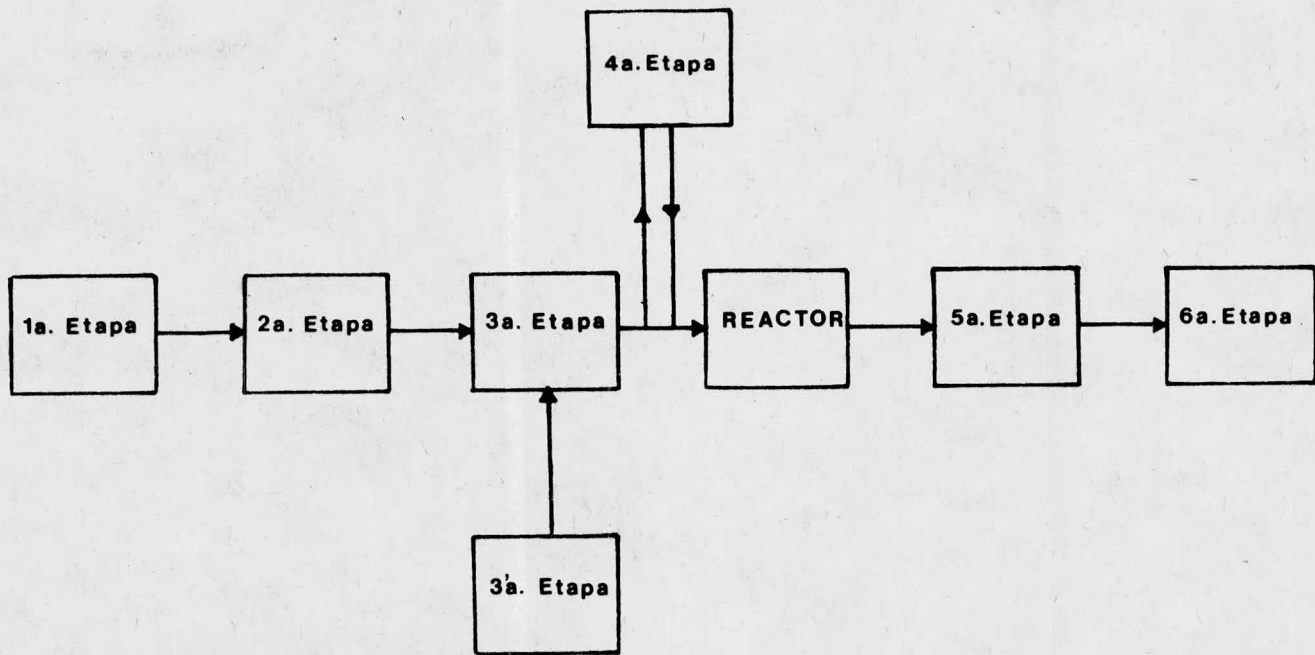 4a. Etapa
1a. Etapa
2a. Etapa
3a. Etapa
REACTOR
5a. Etapa
6a. Etapa
3'a. Etapa